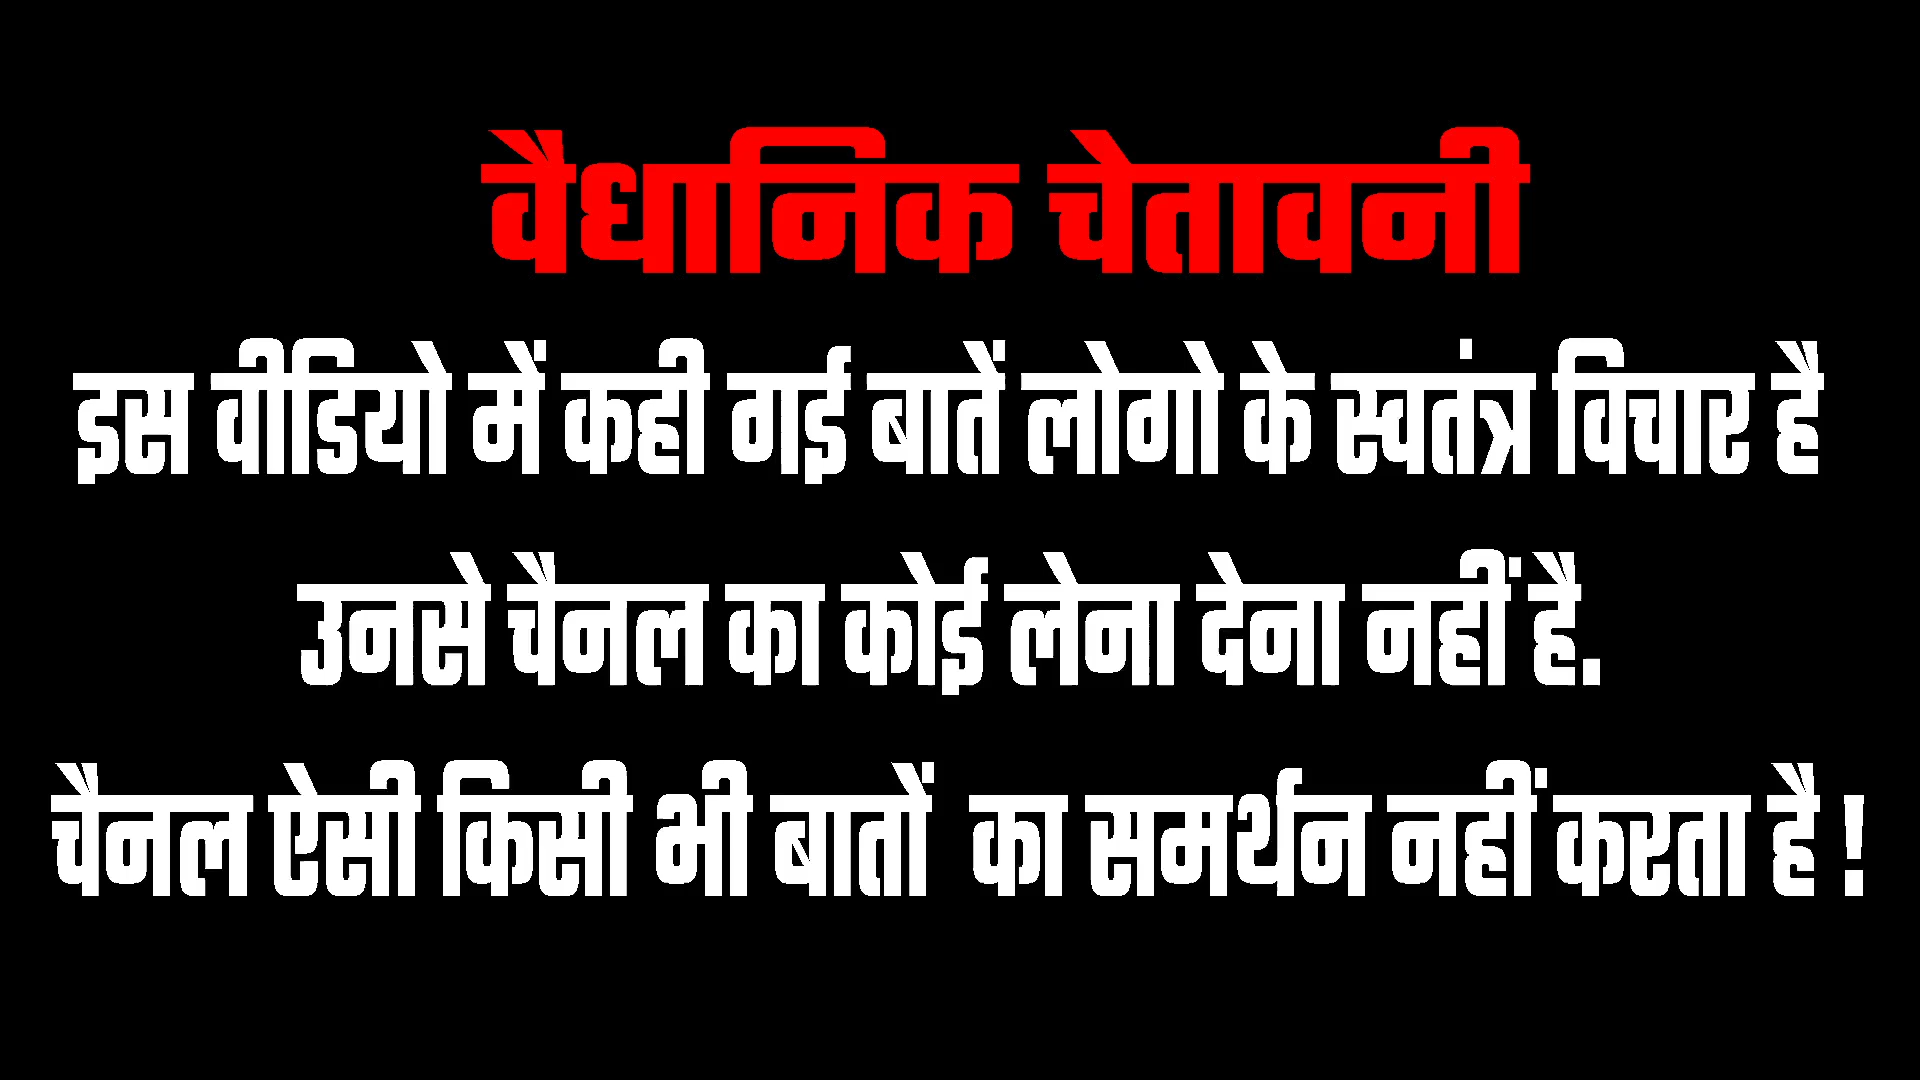 वैधानिक चेतावनी
इस वीडियो में कही गई बातें लोगो के स्वतंत्र विचार है
उनसे चैनल का कोई लेना देना नहीं है.
चैनल ऐसी किसी भी बातों का समर्थन नहीं करता है !